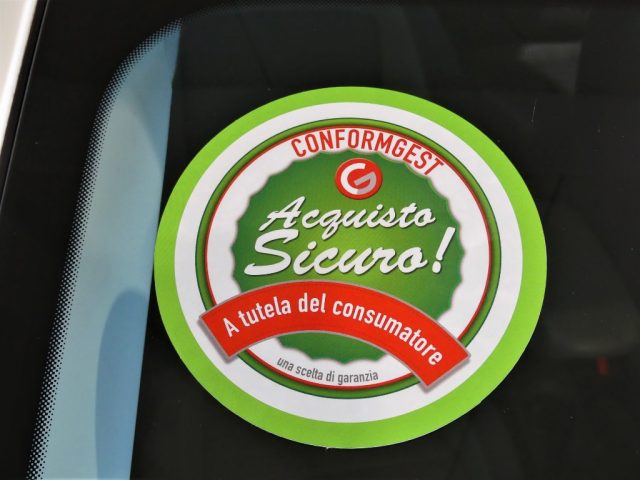 CONFORMGEST
G
Acquisto
Sicuro!
A tutela del consumatore
una scelta di garanzia